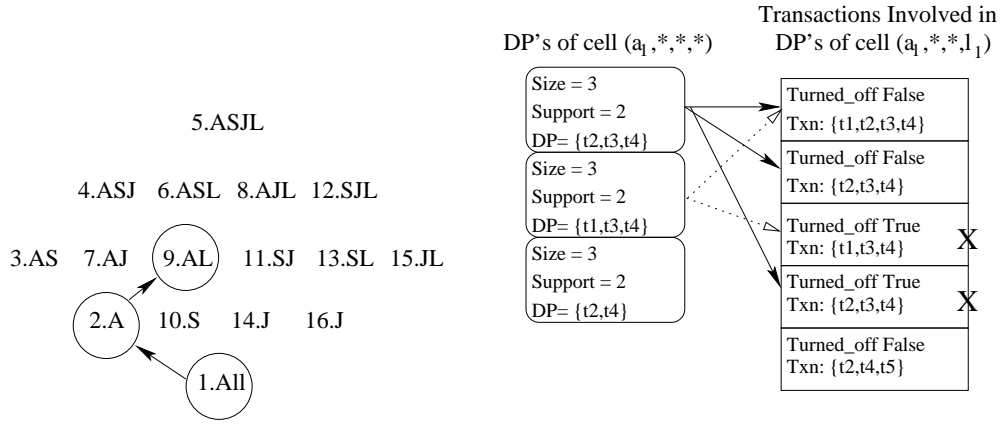 5.ASJL
4.ASJ 6.ASL 8.AJL 12.SJL
3.AS 7.AJ 9.AL 11.SJ 13.SL 15.JL
2.A 10.S 14.J 16.J
1.All
DP's of cell (a1,*,*,*)
Size = 3
Support = 2
DP= {t2,t3,t4}
Size = 3
Support = 2
DP= {t1,t3,t4}
Size = 3
Support = 2
DP= {t2,t4}
Transactions Involved in
DP's of cell (a1,*,*,l1)
Turned_off False
Txn: {t1,t2,t3,t4}
Turned_off False
Txn: {t2,t3,t4}
Turned_off True
Txn: {t1,t3,t4}
X
Turned_off True
Txn: {t2,t3,t4}
X
Turned_off False
Txn: {t2,t4,t5}